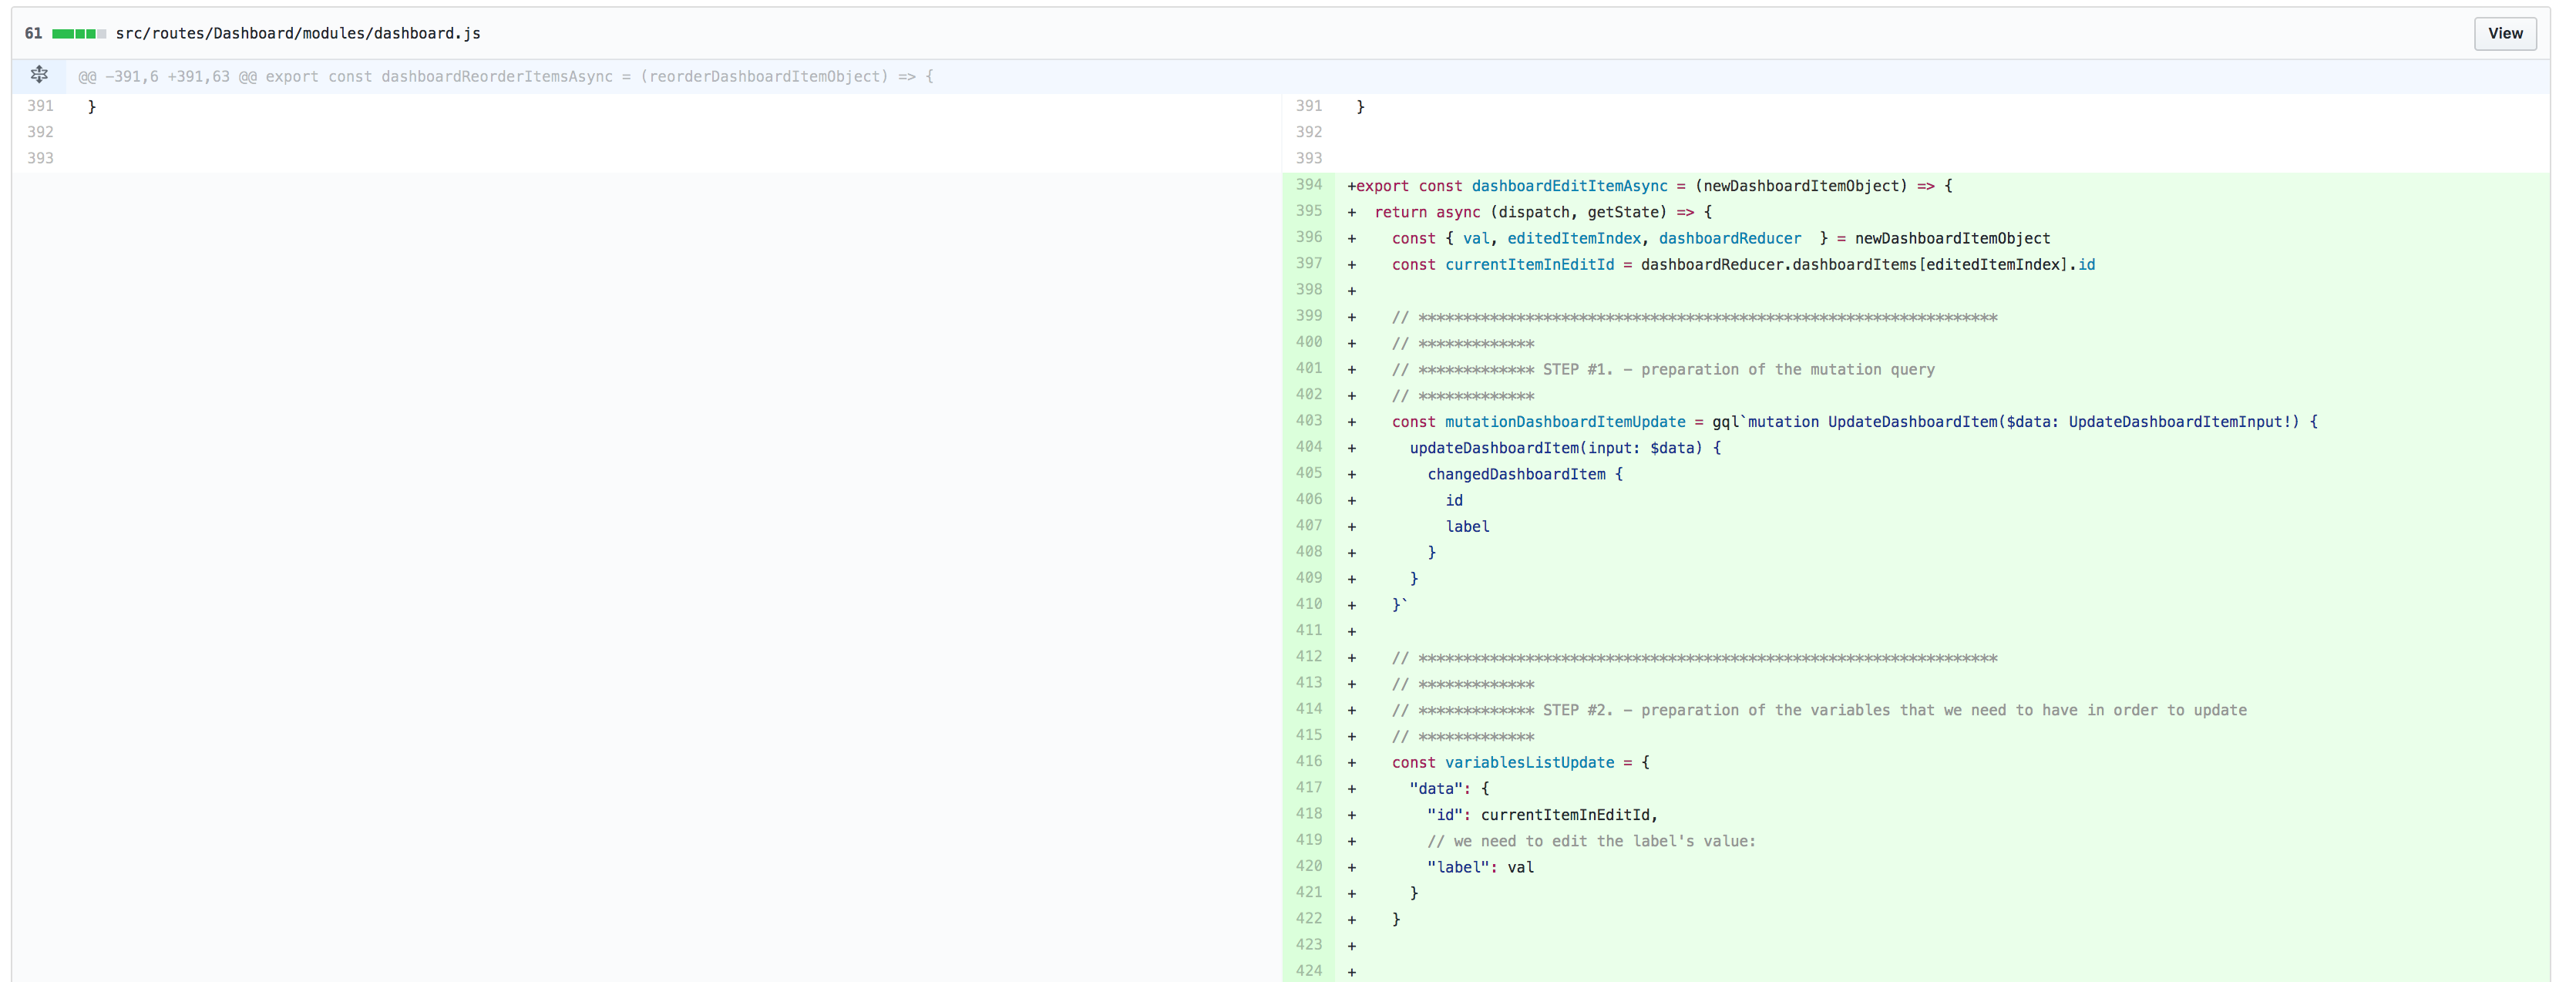 61 src/routes/Dashboard/modules/dashboard.js View
@@ -391,6 +391,63 @@ export const dashboardReorderItemsAsync = (reorderDashboardItemObject) => {
391 } 391 }
392 392
393 393
394 +export const dashboardEditItemAsync = (newDashboardItemObject) => {
395 + return async (dispatch, getState) => {
396 + const { val, editedItemIndex, dashboardReducer  } = newDashboardItemObject
397 + const currentItemInEditId = dashboardReducer.dashboardItems[editedItemIndex].id
398 +
399 + // *****************************************************************
400 + // *************
401 + // ************* STEP #1. - preparation of the mutation query
402 + // *************
403 + const mutationDashboardItemUpdate = gql`mutation UpdateDashboardItem($data: UpdateDashboardItemInput!) {
404 + updateDashboardItem(input: $data) {
405 + changedDashboardItem {
406 + id
407 + label
408 + }
409 + }
410 + }`
411 +
412 + // *****************************************************************
413 + // *************
414 + // ************* STEP #2. - preparation of the variables that we need to have in order to update
415 + // *************
416 + const variablesListUpdate = {
417 + "data": {
418 + "id": currentItemInEditId,
419 + // we need to edit the label's value:
420 + "label": val
421 + }
422 + }
423 +
424 +